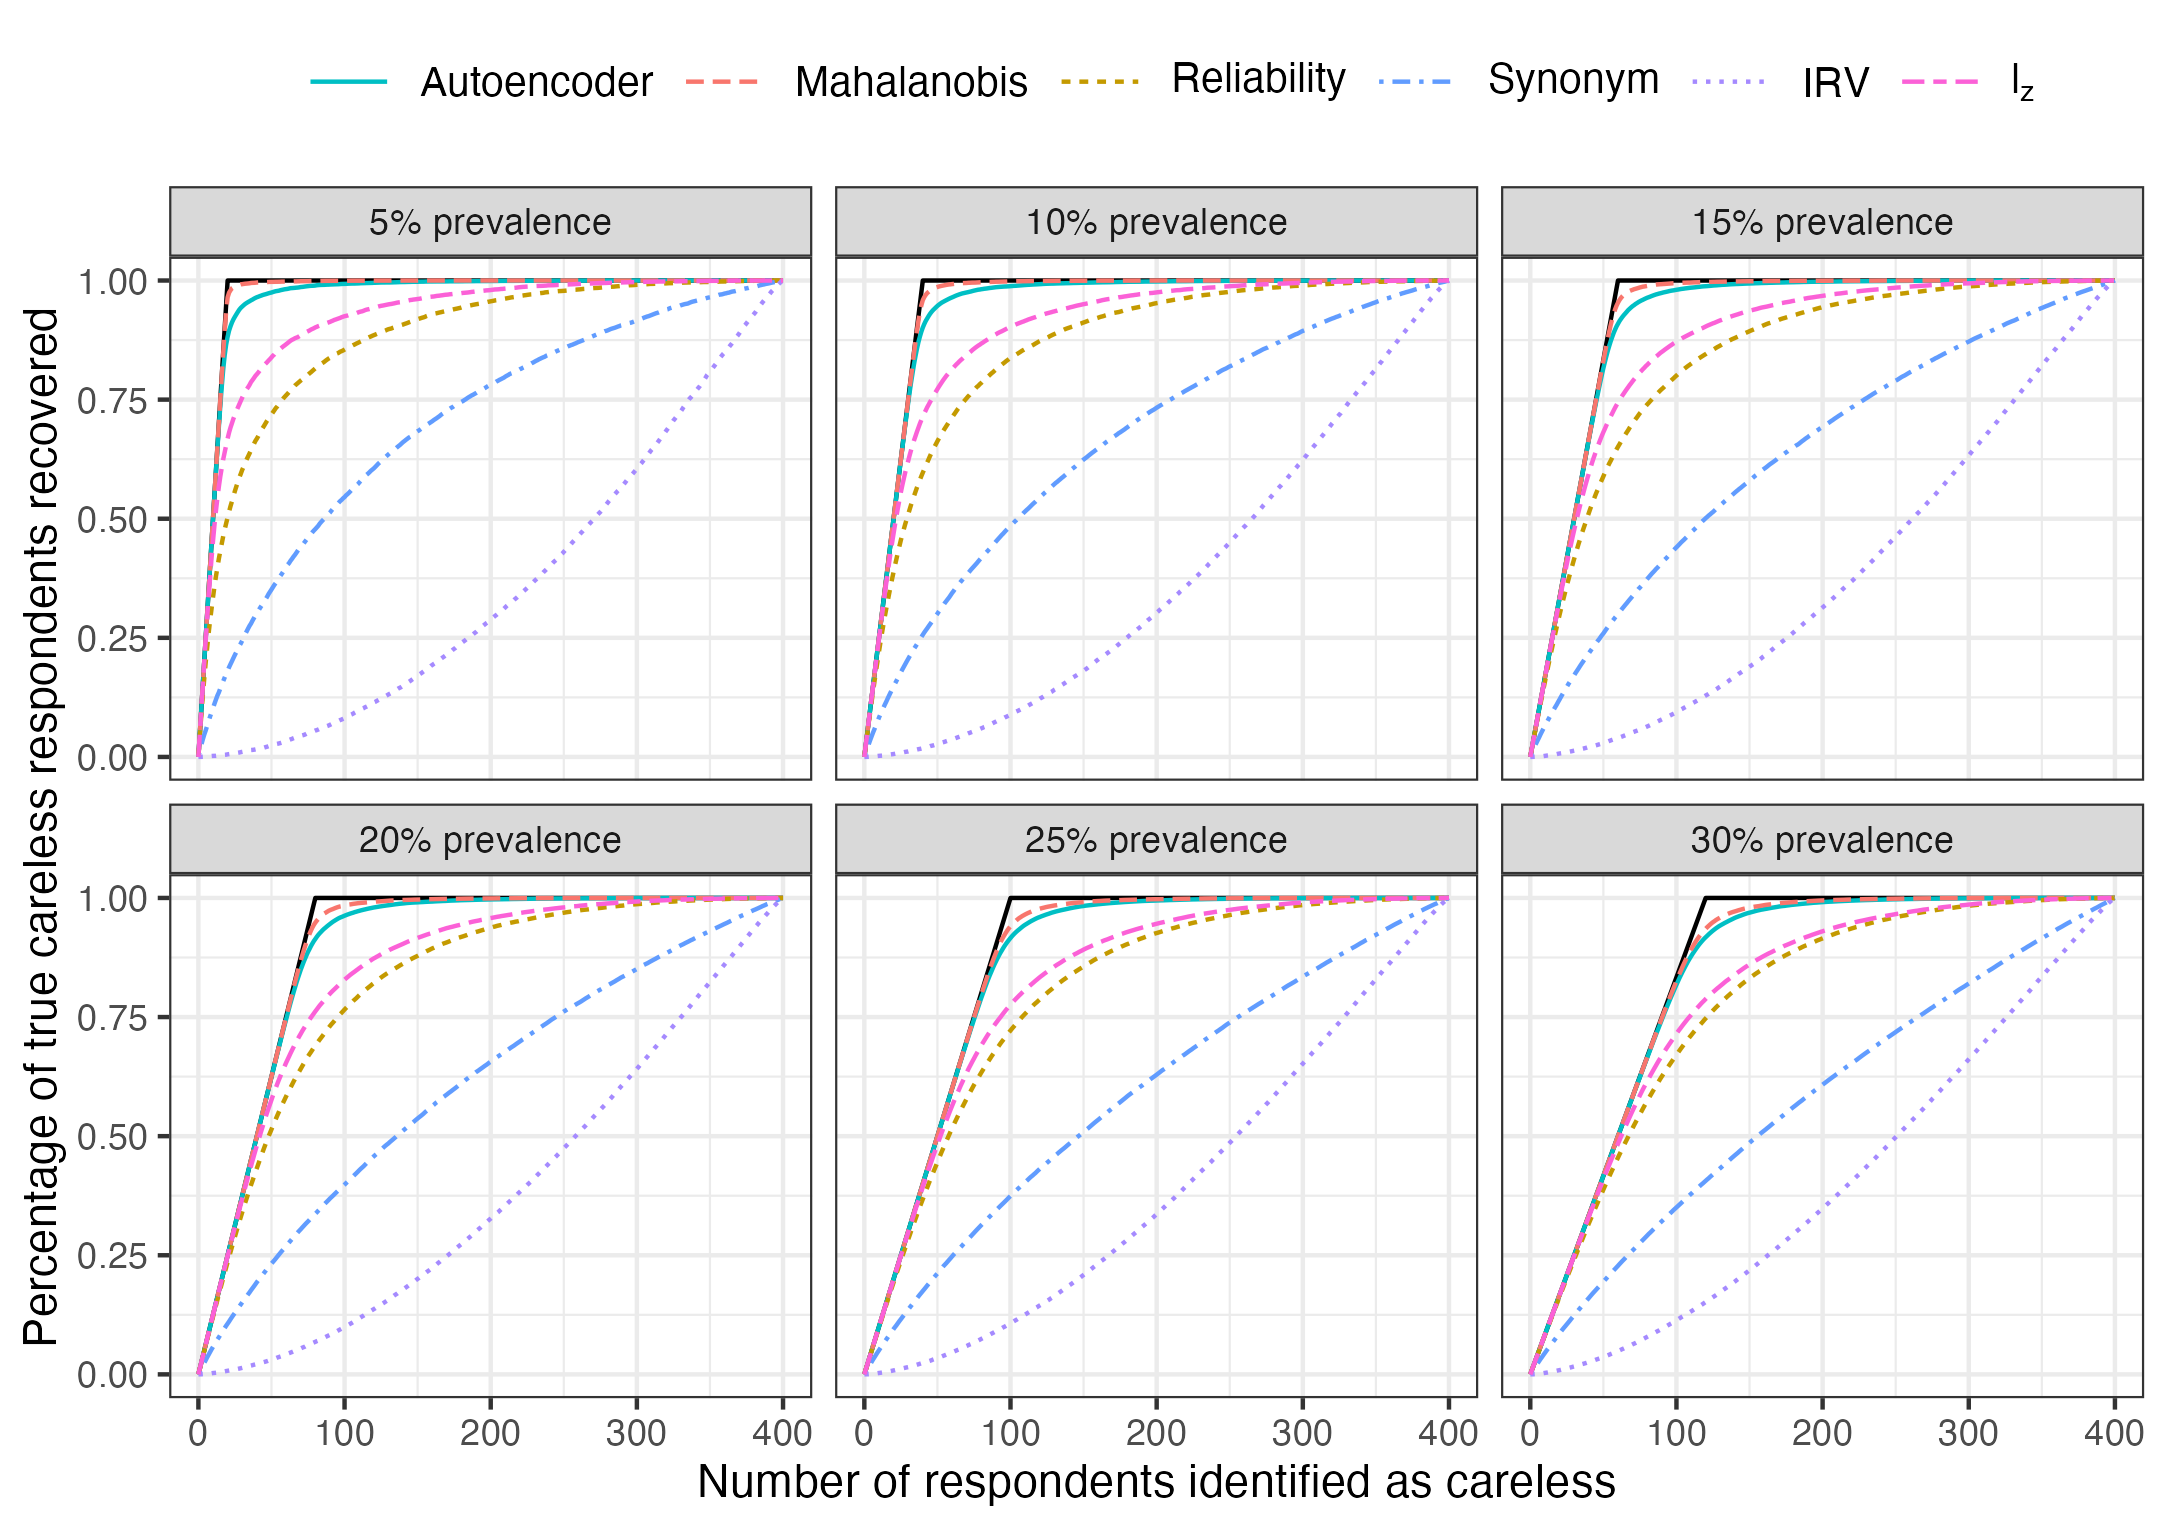 Autoencoder Mahalanobis Reliability Synonym IRV lz
5% prevalence 10% prevalence 15% prevalence
1.00
0.75
0.50
0.25
0.00
20% prevalence 25% prevalence 30% prevalence
1.00
0.75
0.50
0.25
0.00
0 100 200 300 400 0 100 200 300 400 0 100 200 300 400
Number of respondents identified as careless
Percentage of true careless respondents recovered